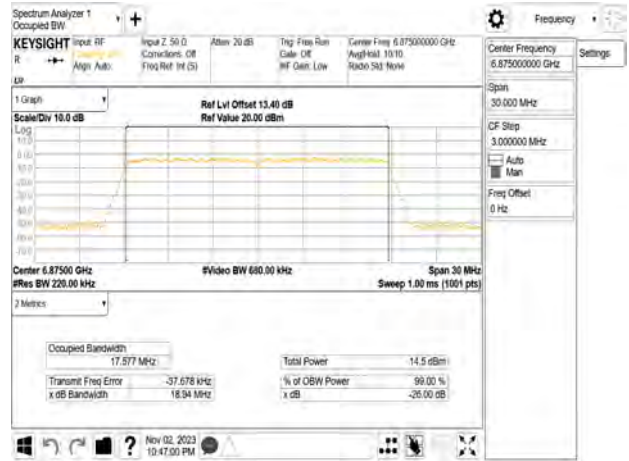 Spectrum Analyzer 1
Occupied BW
+
Frequency
KEYSIGHT
R
Input: RF
Align: Auto
Input Z: 50 Ω
Corrections: Off
Freq Ref: Int (S)
Atten: 20 dB
Trig: Free Run
Gate: Off
#IF Gain: Low
Center Freq: 6.875000000 GHz
Avg|Hold: 10/10
Radio Std: None
Center Frequency
6.875000000 GHz
Settings
Span
30.000 MHz
CF Step
3.000000 MHz
Auto
Man
Freq Offset
0 Hz
1 Graph
Scale/Div 10.0 dB
Ref Lvl Offset 13.40 dB
Ref Value 20.00 dBm
Log
Center 6.87500 GHz
#Res BW 220.00 kHz
#Video BW 680.00 kHz
Span 30 MHz
Sweep 1.00 ms (1001 pts)
2 Metrics
Occupied Bandwidth
17.577 MHz
Total Power 14.5 dBm
Transmit Freq Error -37.678 kHz
% of OBW Power 99.00 %
x dB Bandwidth 18.94 MHz
x dB -26.00 dB
?
Nov 02, 2023
10:47:00 PM